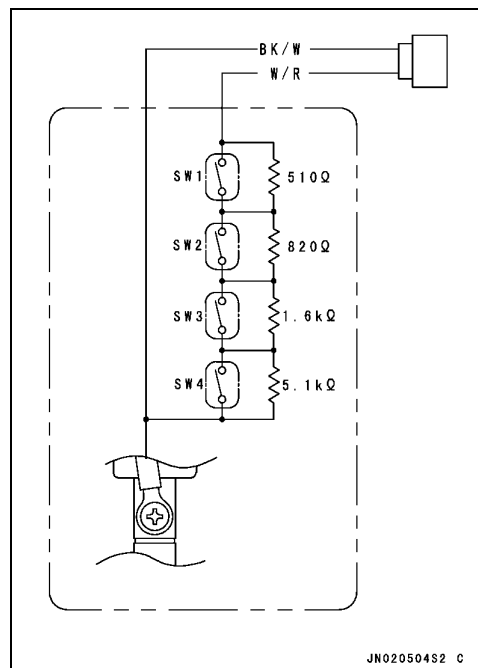 BK/W
W/R
SW1 510Ω
SW2 820Ω
SW3 1.6kΩ
SW4 5.1kΩ
JN020504S2 C